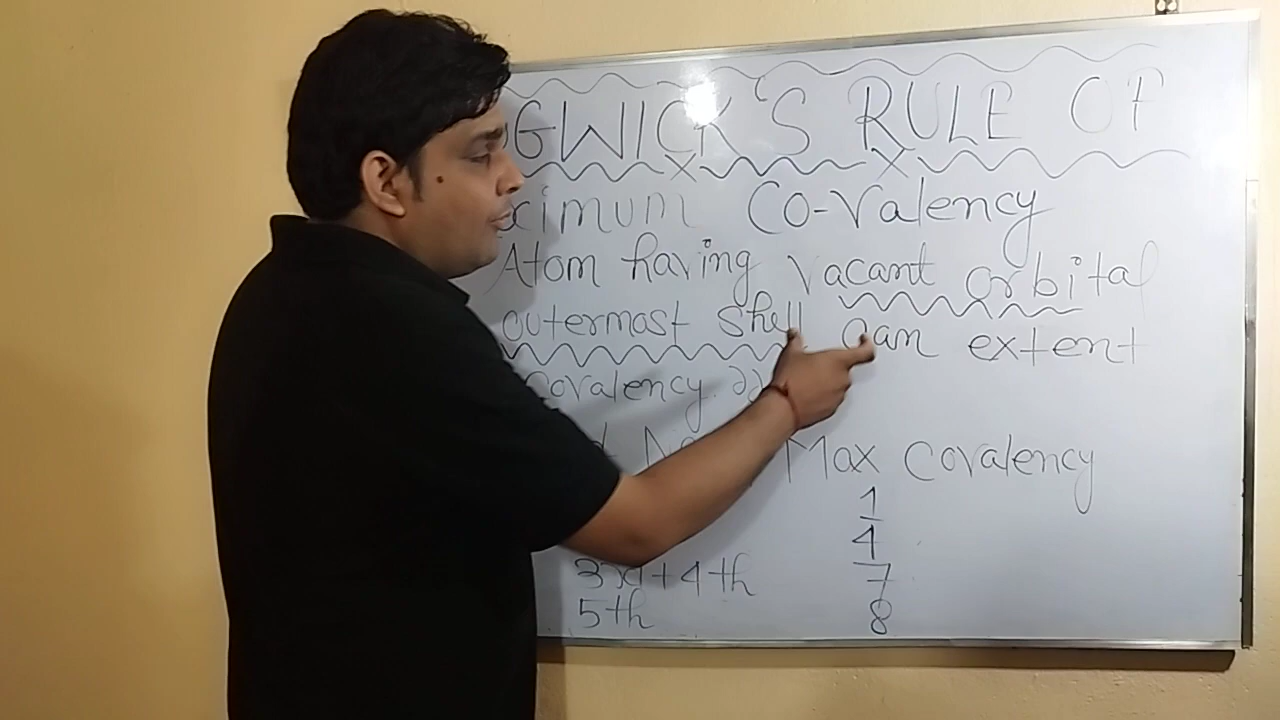 GWICK'S RULE OF
ximum Co-Valency
Atom having vacant orbital
outermost shell can extent
Covalency.
Max Covalency
1
4
3rd + 4th 7
5th 8